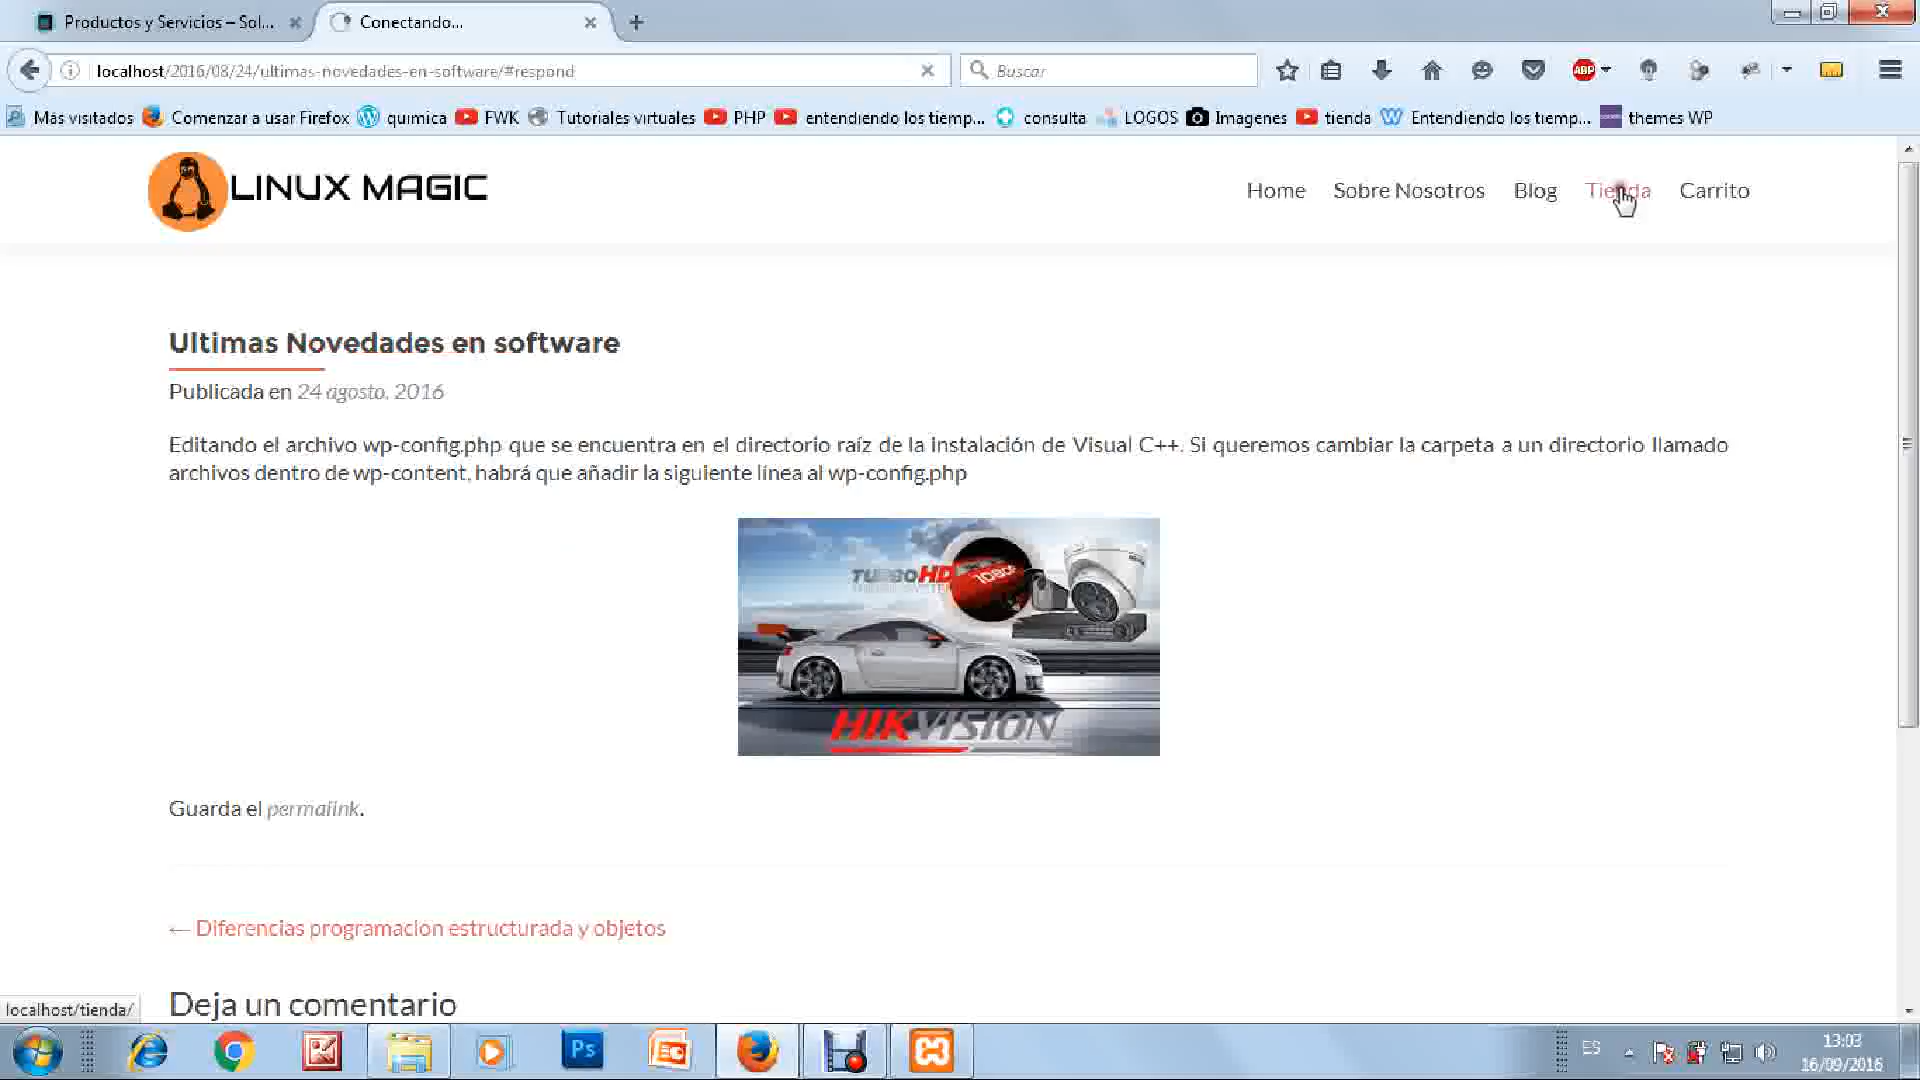 Productos y Servicios – Sol...
Conectando...
localhost/2016/08/24/ultimas-novedades-en-software/#respond
Buscar
ABP
Más visitados
Comenzar a usar Firefox
quimica
FWK
Tutoriales virtuales
PHP
entendiendo los tiemp...
consulta
LOGOS
Imagenes
tienda
Entendiendo los tiemp...
themes WP
LINUX MAGIC
Home
Sobre Nosotros
Blog
Tienda
Carrito
Ultimas Novedades en software
Publicada en 24 agosto, 2016
Editando el archivo wp-config.php que se encuentra en el directorio raíz de la instalación de Visual C++. Si queremos cambiar la carpeta a un directorio llamado
archivos dentro de wp-content, habrá que añadir la siguiente línea al wp-config.php
TURBO HD
1080P
HIKVISION
Guarda el permalink.
← Diferencias programacion estructurada y objetos
Deja un comentario
localhost/tienda/
Ps
ES
13:03
16/09/2016